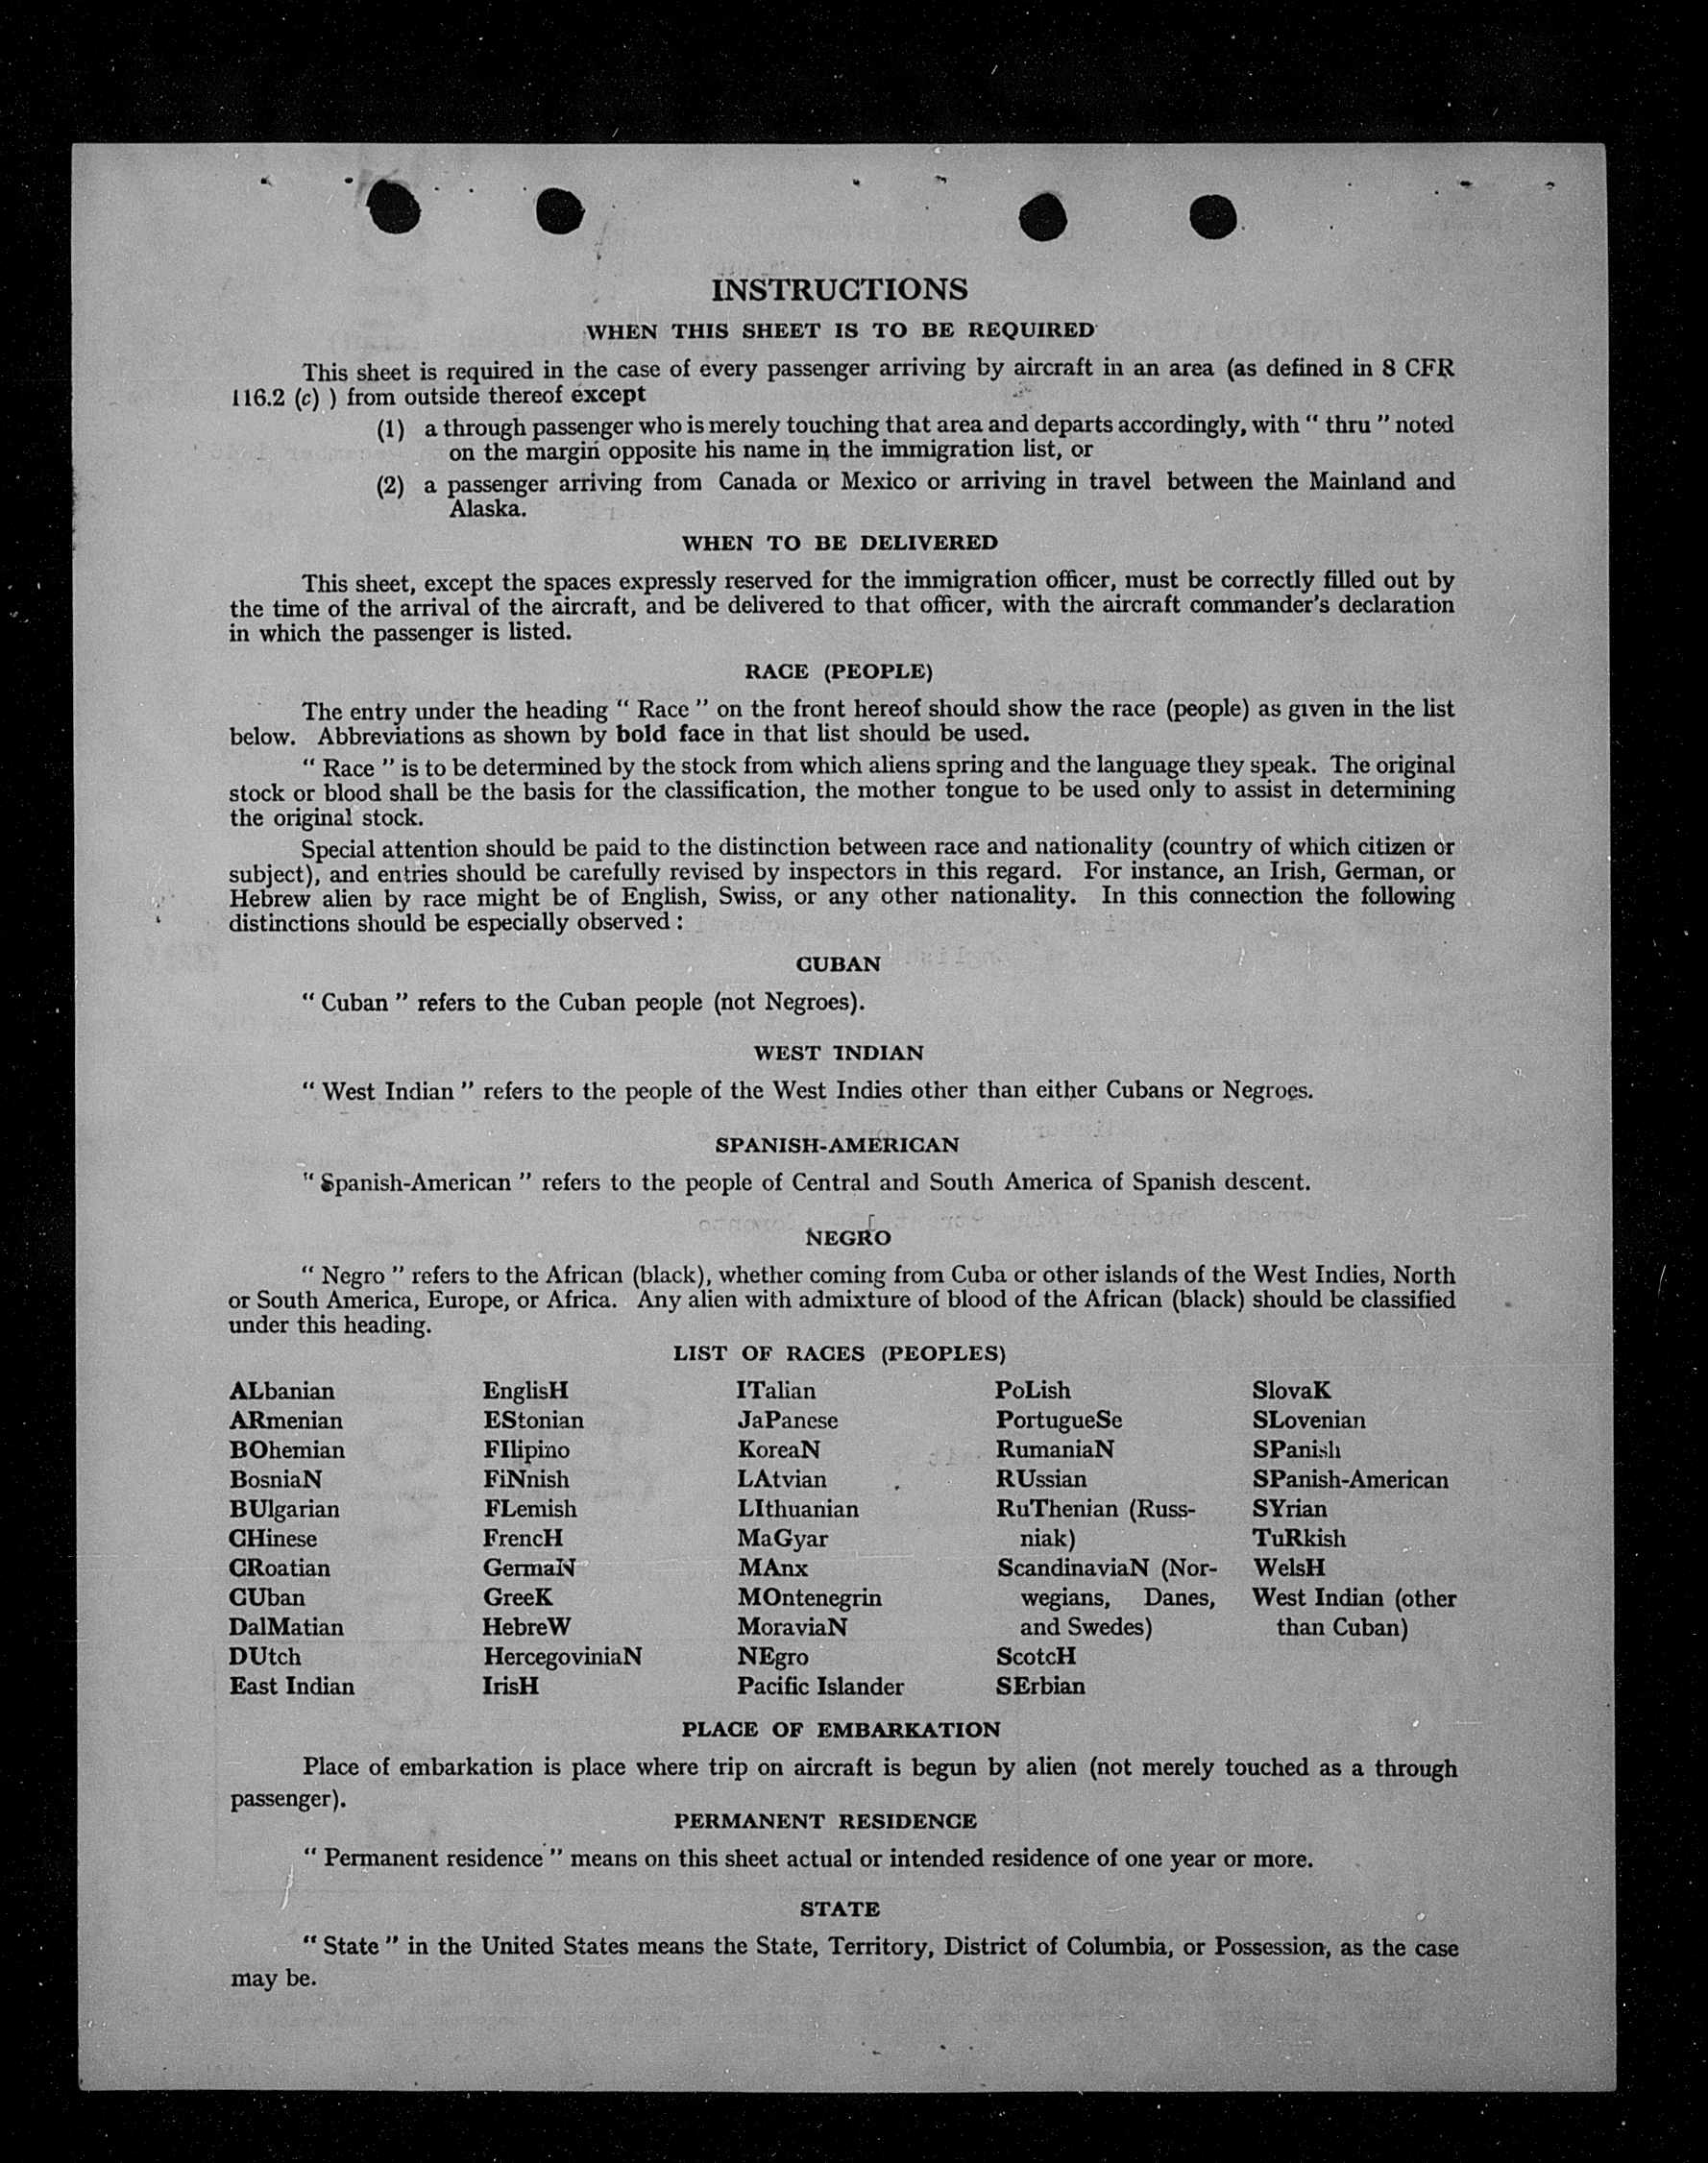 INSTRUCTIONS
WHEN THIS SHEET IS TO BE REQUIRED
This sheet is required in the case of every passenger arriving by aircraft in an area (as defined in 8 CFR
116.2 (c) ) from outside thereof except
(1) a through passenger who is merely touching that area and departs accordingly, with “ thru ” noted
on the margin opposite his name in the immigration list, or
(2) a passenger arriving from Canada or Mexico or arriving in travel between the Mainland and
Alaska.
WHEN TO BE DELIVERED
This sheet, except the spaces expressly reserved for the immigration officer, must be correctly filled out by
the time of the arrival of the aircraft, and be delivered to that officer, with the aircraft commander’s declaration
in which the passenger is listed.
RACE (PEOPLE)
The entry under the heading “ Race ” on the front hereof should show the race (people) as given in the list
below. Abbreviations as shown by bold face in that list should be used.
“ Race ” is to be determined by the stock from which aliens spring and the language they speak. The original
stock or blood shall be the basis for the classification, the mother tongue to be used only to assist in determining
the original stock.
Special attention should be paid to the distinction between race and nationality (country of which citizen or
subject), and entries should be carefully revised by inspectors in this regard. For instance, an Irish, German, or
Hebrew alien by race might be of English, Swiss, or any other nationality. In this connection the following
distinctions should be especially observed :
CUBAN
“ Cuban ” refers to the Cuban people (not Negroes).
WEST INDIAN
“ West Indian ” refers to the people of the West Indies other than either Cubans or Negroes.
SPANISH-AMERICAN
“ Spanish-American ” refers to the people of Central and South America of Spanish descent.
NEGRO
“ Negro ” refers to the African (black), whether coming from Cuba or other islands of the West Indies, North
or South America, Europe, or Africa. Any alien with admixture of blood of the African (black) should be classified
under this heading.
LIST OF RACES (PEOPLES)
ALbanian
ARmenian
BOhemian
BosniaN
BUlgarian
CHinese
CRoatian
CUban
DalMatian
DUtch
East Indian
EnglisH
EStonian
FIlipino
FiNnish
FLemish
FrencH
GermaN
GreeK
HebreW
HercegoviniaN
IrisH
ITalian
JaPanese
KoreaN
LAtvian
LIthuanian
MaGyar
MAnx
MOntenegrin
MoraviaN
NEgro
Pacific Islander
PoLish
PortugueSe
RumaniaN
RUssian
RuThenian (Russ-
niak)
ScandinaviaN (Nor-
wegians, Danes,
and Swedes)
ScotcH
SErbian
SlovaK
SLovenian
SPanish
SPanish-American
SYrian
TuRkish
WelsH
West Indian (other
than Cuban)
PLACE OF EMBARKATION
Place of embarkation is place where trip on aircraft is begun by alien (not merely touched as a through
passenger).
PERMANENT RESIDENCE
“ Permanent residence ” means on this sheet actual or intended residence of one year or more.
STATE
“ State ” in the United States means the State, Territory, District of Columbia, or Possession, as the case
may be.